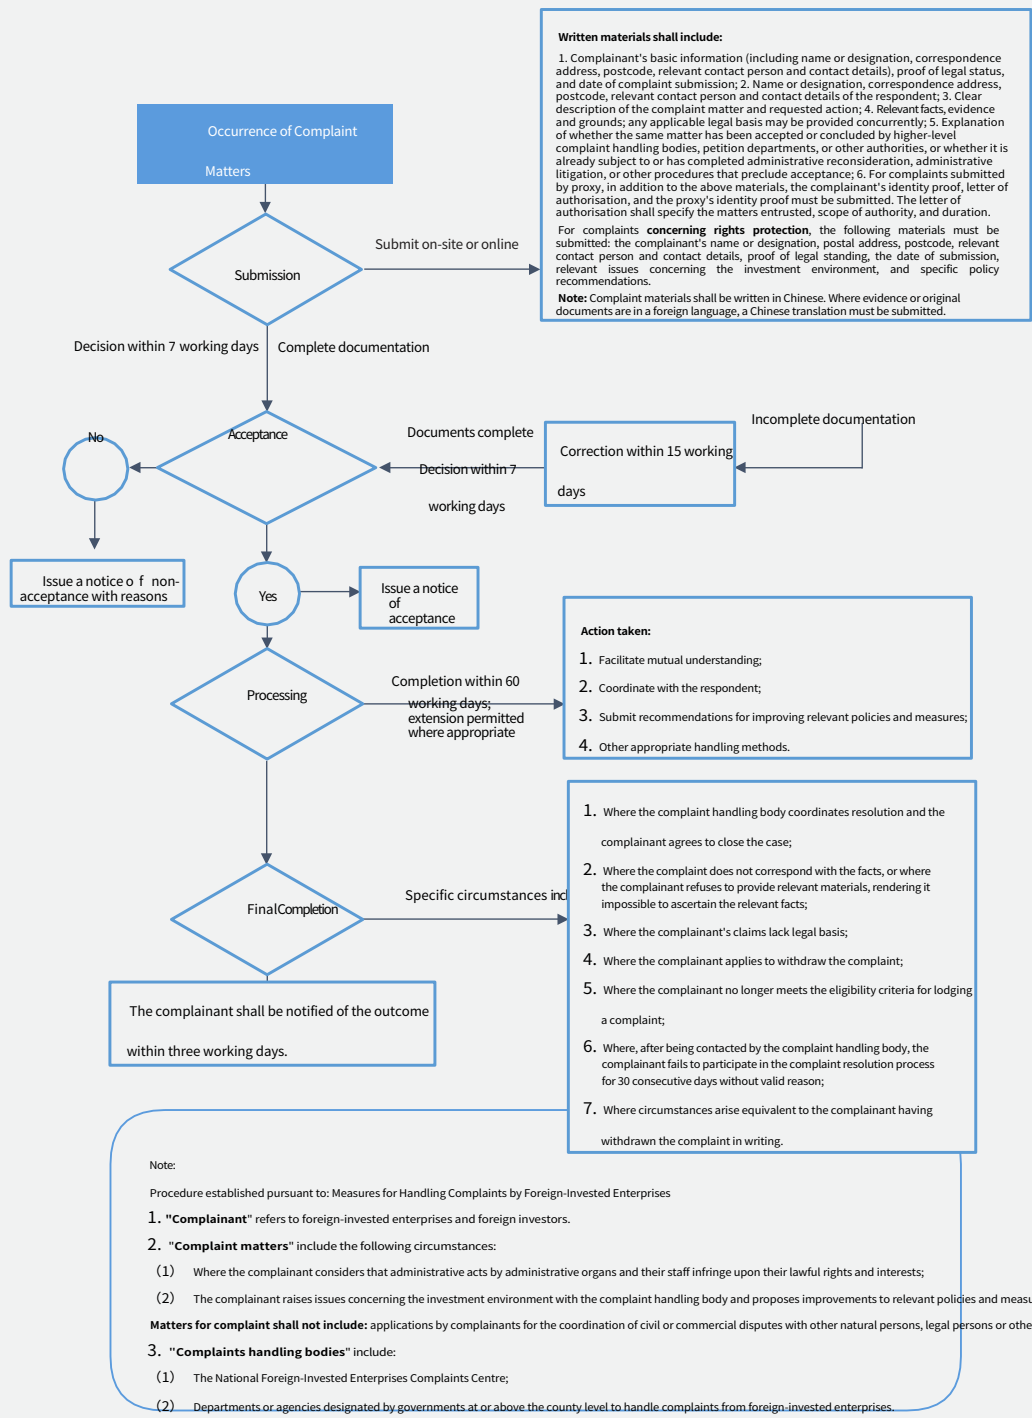 Written materials shall include:
1. Complainant's basic information (including name or designation, correspondence
address, postcode, relevant contact person and contact details), proof of legal status,
and date of complaint submission; 2. Name or designation, correspondence address,
postcode, relevant contact person and contact details of the respondent; 3. Clear
description of the complaint matter and requested action; 4. Relevant facts, evidence
and grounds; any applicable legal basis may be provided concurrently; 5. Explanation
of whether the same matter has been accepted or concluded by higher-level
complaint handling bodies, petition departments, or other authorities, or whether it is
already subject to or has completed administrative reconsideration, administrative
litigation, or other procedures that preclude acceptance; 6. For complaints submitted
by proxy, in addition to the above materials, the complainant's identity proof, letter of
authorisation, and the proxy's identity proof must be submitted. The letter of
authorisation shall specify the matters entrusted, scope of authority, and duration.
For complaints concerning rights protection, the following materials must be
submitted: the complainant's name or designation, postal address, postcode, relevant
contact person and contact details, proof of legal standing, the date of submission,
relevant issues concerning the investment environment, and specific policy
recommendations.
Note: Complaint materials shall be written in Chinese. Where evidence or original
documents are in a foreign language, a Chinese translation must be submitted.
Occurrence of Complaint
Matters
Submit on-site or online
Submission
Decision within 7 working days
Complete documentation
Incomplete documentation
No
Acceptance
Documents complete
Decision within 7
working days
Correction within 15 working
days
Issue a notice o f non-
acceptance with reasons
Yes
Issue a notice
of
acceptance
Processing
Completion within 60
working days;
extension permitted
where appropriate
Action taken:
1. Facilitate mutual understanding;
2. Coordinate with the respondent;
3. Submit recommendations for improving relevant policies and measures;
4. Other appropriate handling methods.
Final Completion
Specific circumstances incl
1. Where the complaint handling body coordinates resolution and the
complainant agrees to close the case;
2. Where the complaint does not correspond with the facts, or where
the complainant refuses to provide relevant materials, rendering it
impossible to ascertain the relevant facts;
3. Where the complainant's claims lack legal basis;
4. Where the complainant applies to withdraw the complaint;
5. Where the complainant no longer meets the eligibility criteria for lodging
a complaint;
6. Where, after being contacted by the complaint handling body, the
complainant fails to participate in the complaint resolution process
for 30 consecutive days without valid reason;
7. Where circumstances arise equivalent to the complainant having
withdrawn the complaint in writing.
The complainant shall be notified of the outcome
within three working days.
Note:
Procedure established pursuant to: Measures for Handling Complaints by Foreign-Invested Enterprises
1. "Complainant" refers to foreign-invested enterprises and foreign investors.
2. "Complaint matters" include the following circumstances:
（1） Where the complainant considers that administrative acts by administrative organs and their staff infringe upon their lawful rights and interests;
（2） The complainant raises issues concerning the investment environment with the complaint handling body and proposes improvements to relevant policies and measu
Matters for complaint shall not include: applications by complainants for the coordination of civil or commercial disputes with other natural persons, legal persons or othe
3. "Complaints handling bodies" include:
（1） The National Foreign-Invested Enterprises Complaints Centre;
（2） Departments or agencies designated by governments at or above the county level to handle complaints from foreign-invested enterprises.